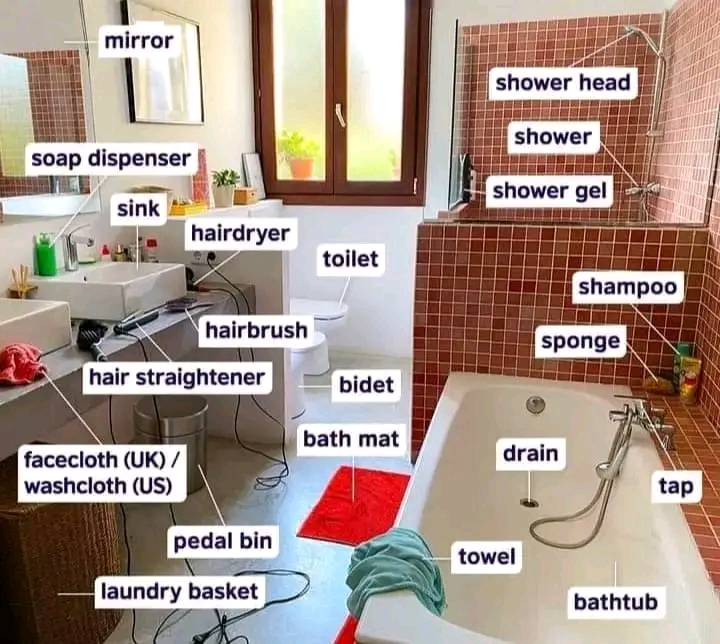 mirror
shower head
shower
soap dispenser
shower gel
sink
hairdryer
toilet
shampoo
hairbrush
sponge
hair straightener
bidet
bath mat
facecloth (UK) /
washcloth (US)
drain
tap
pedal bin
towel
laundry basket
bathtub